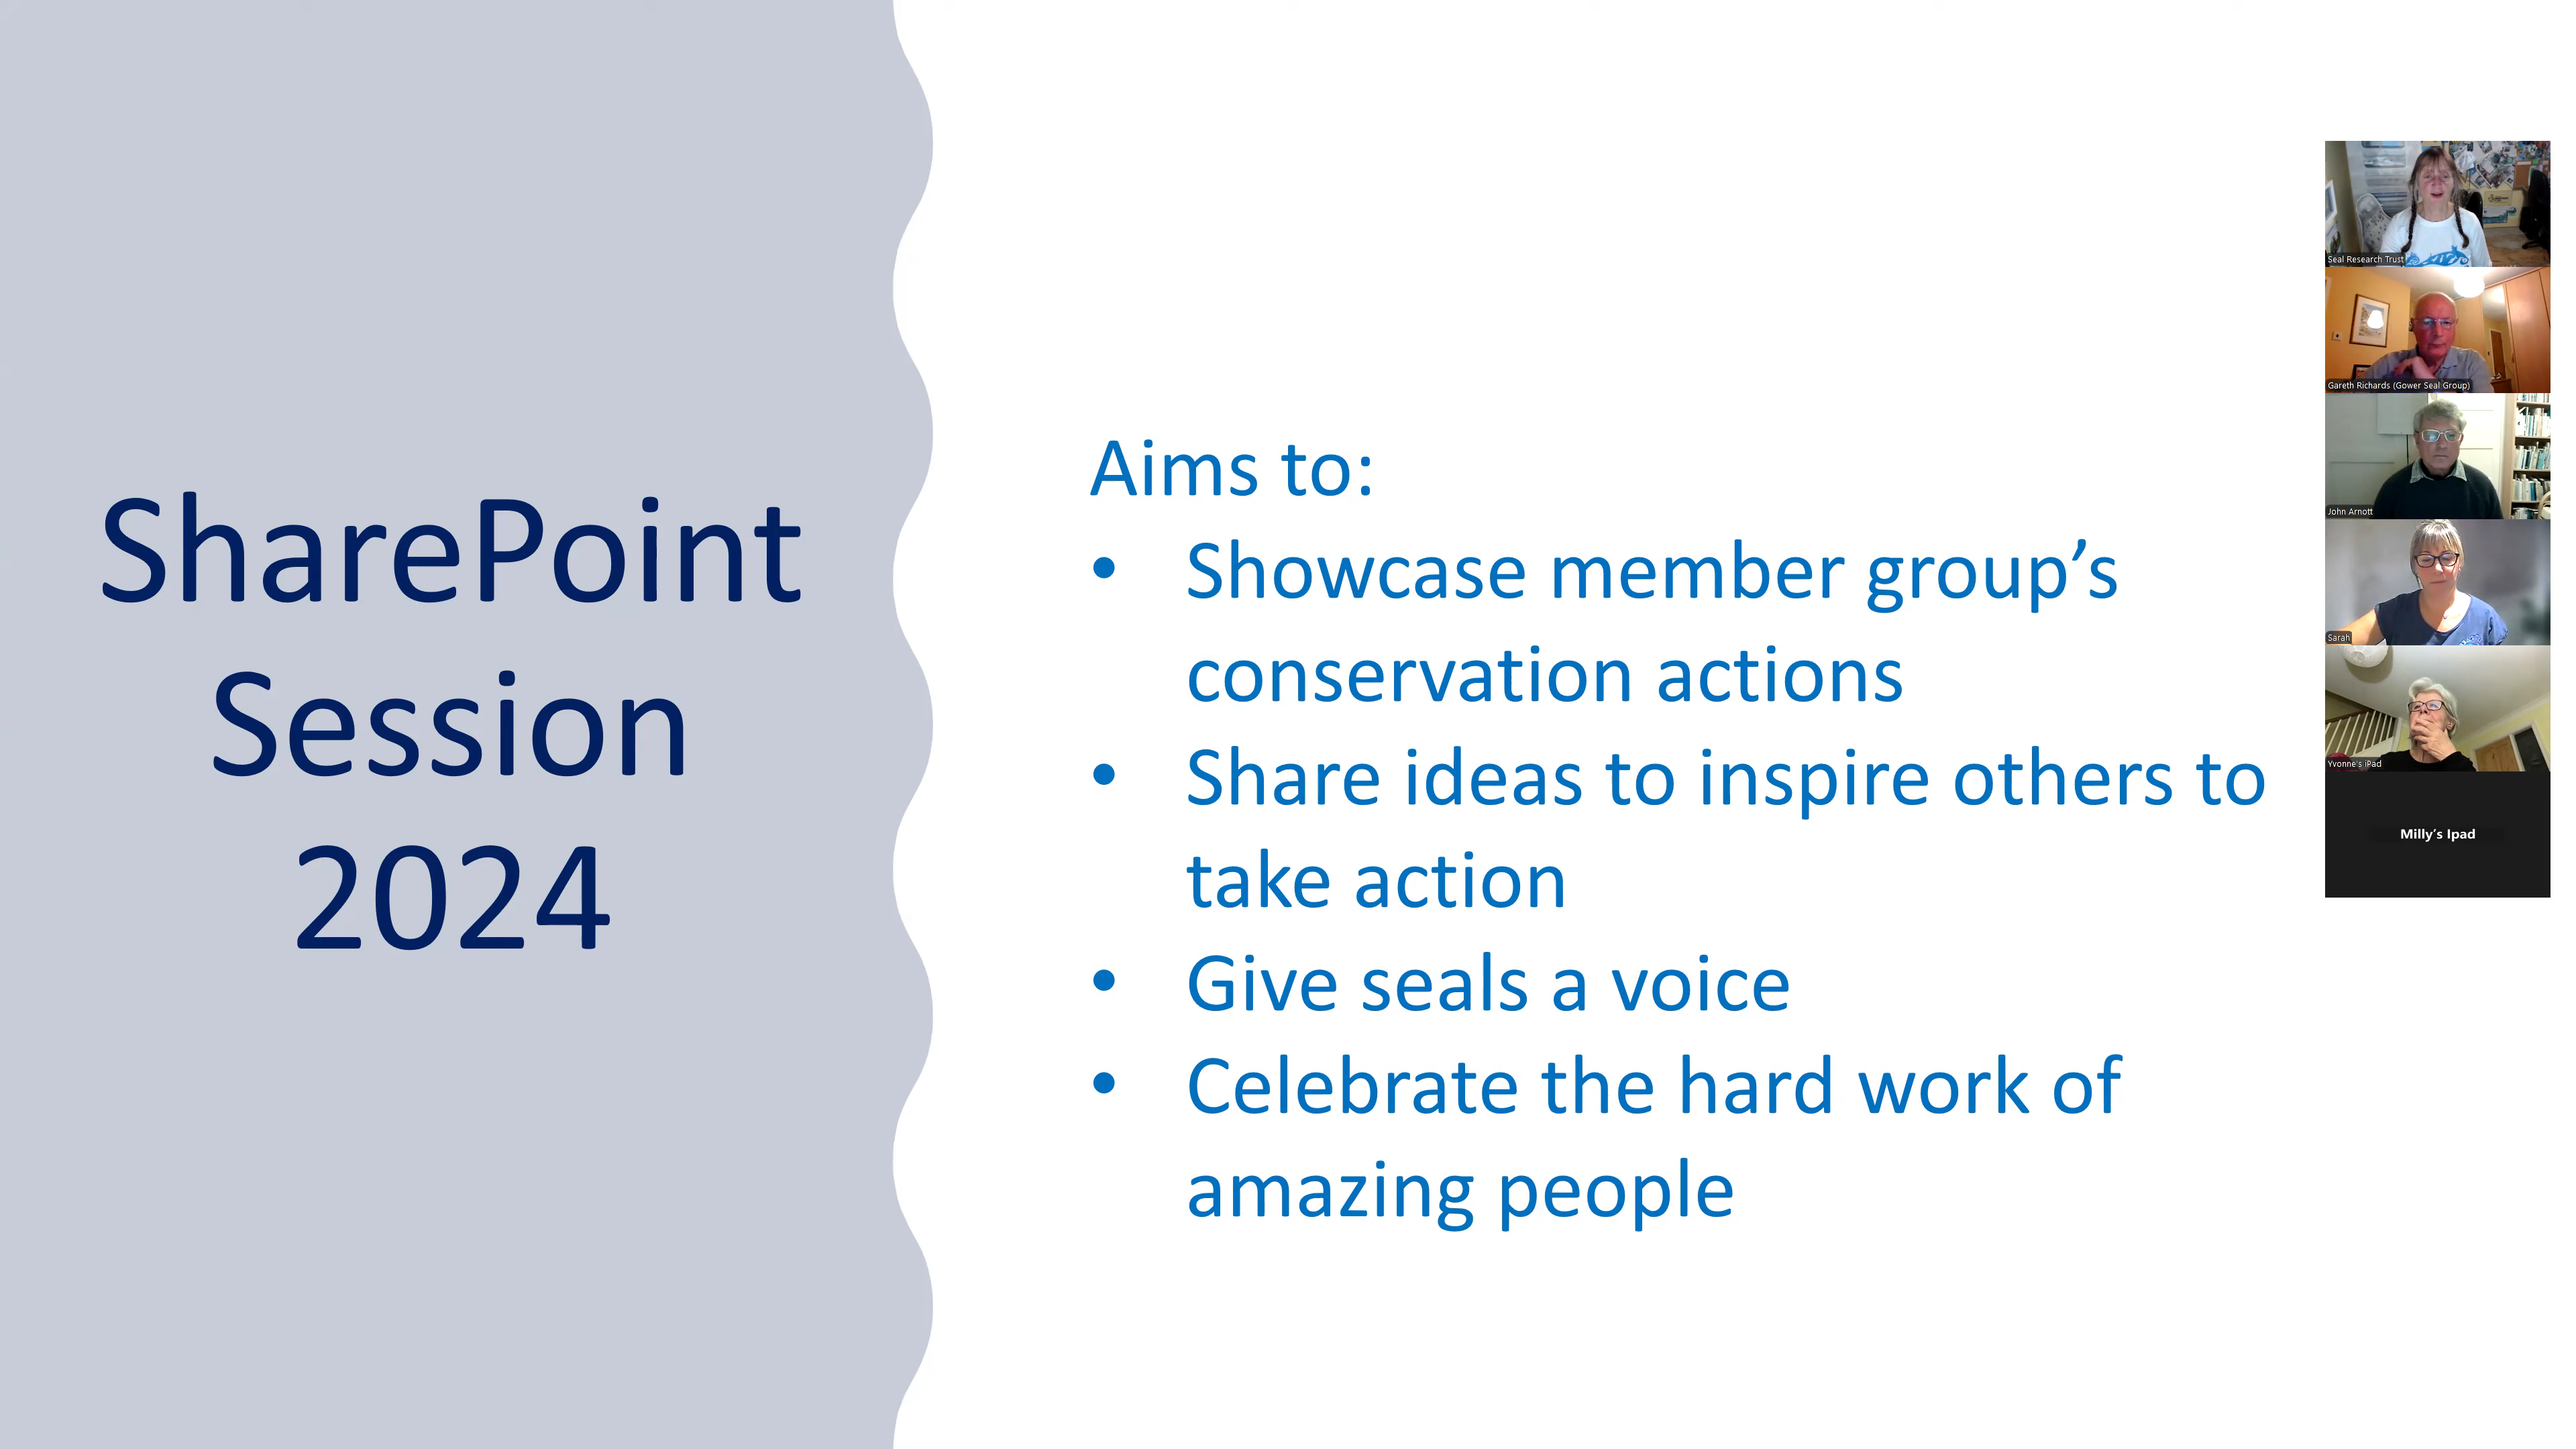 SharePoint
Session
2024
Aims to:
• Showcase member group’s
conservation actions
• Share ideas to inspire others to
take action
• Give seals a voice
• Celebrate the hard work of
amazing people
Seal Research Trust
Gareth Richards (Gower Seal Group)
John Arnott
Sarah
Yvonne's iPad
Milly’s Ipad